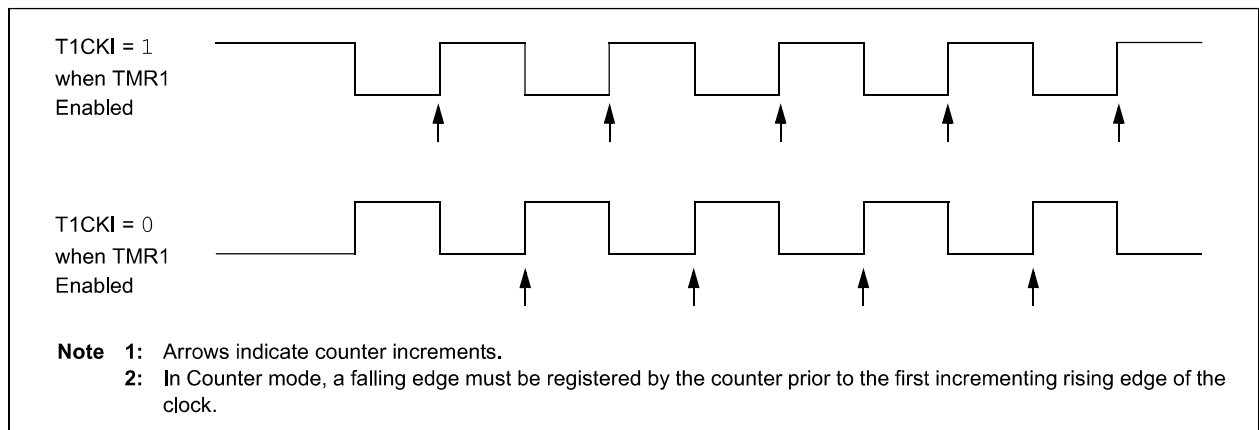 T1CKI = 1
when TMR1
Enabled
T1CKI = 0
when TMR1
Enabled
Note 1: Arrows indicate counter increments.
2: In Counter mode, a falling edge must be registered by the counter prior to the first incrementing rising edge of the
clock.